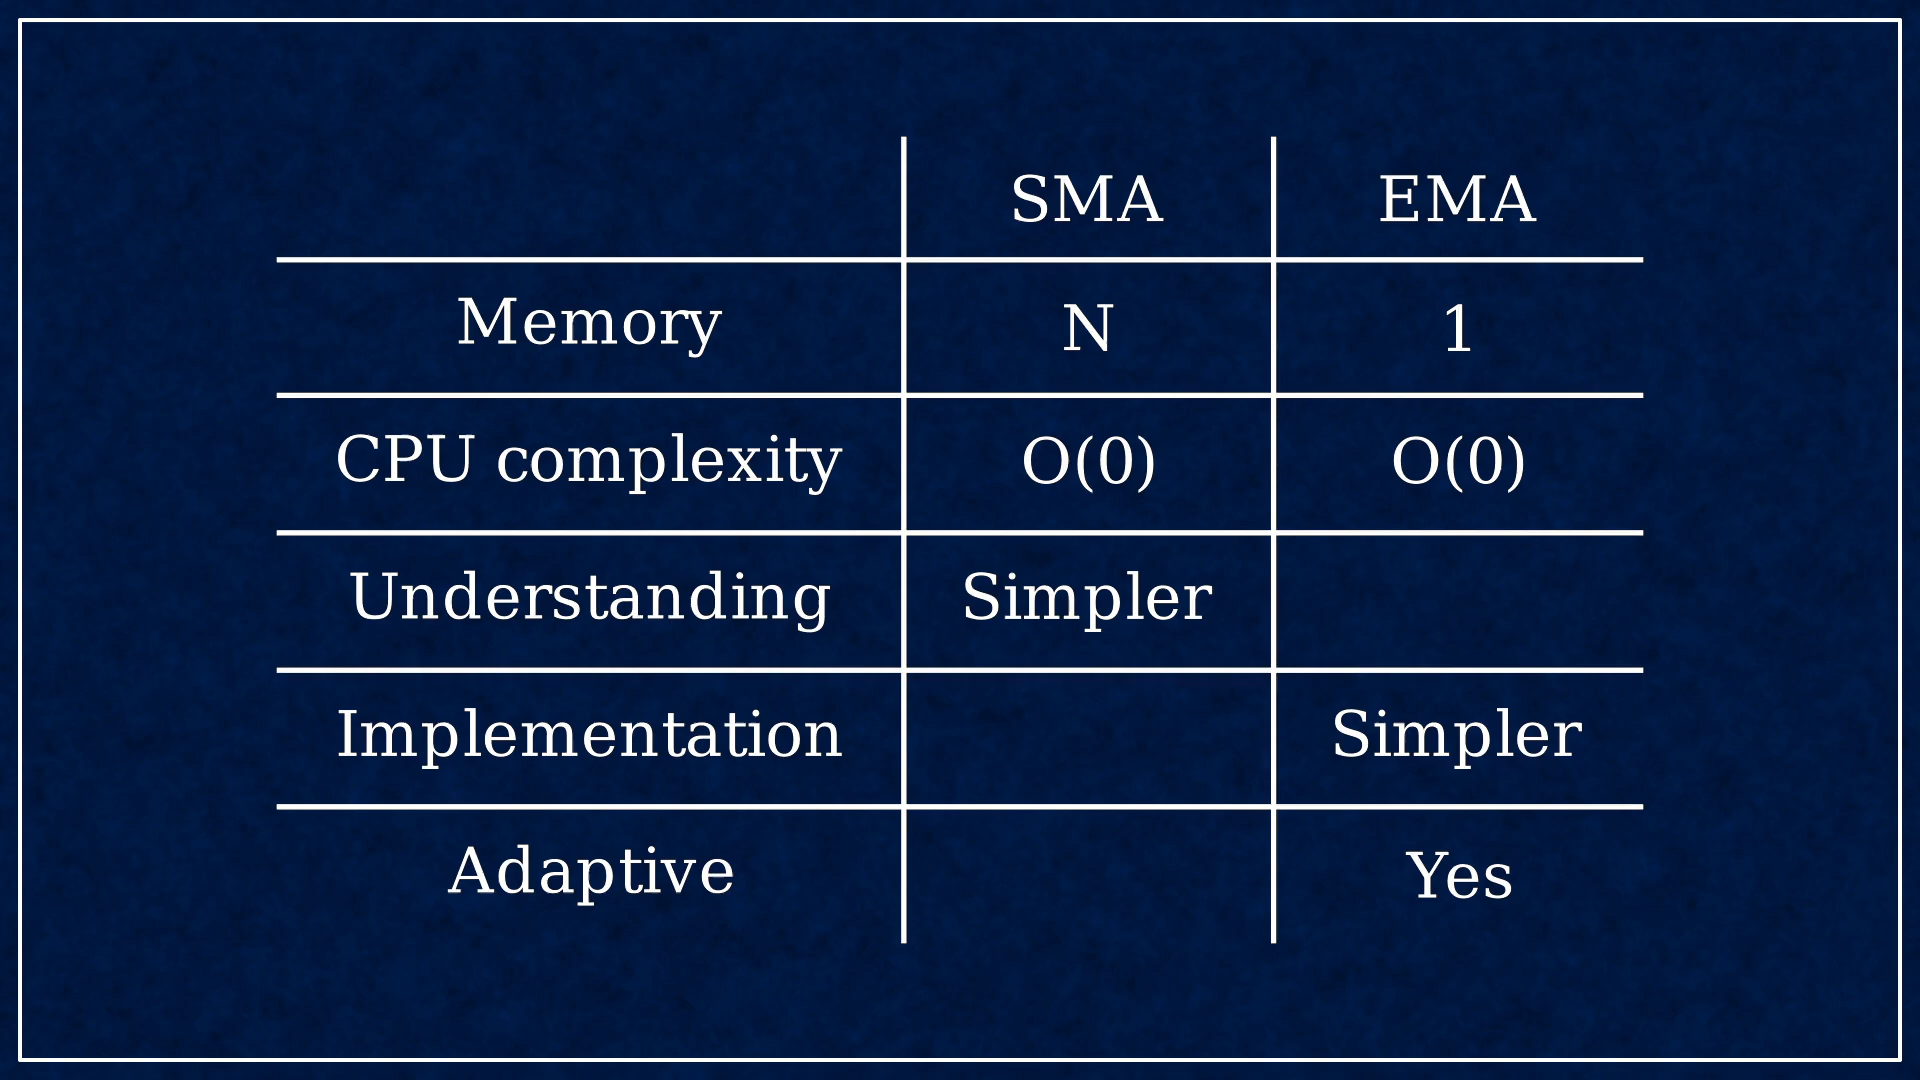 SMA EMA
Memory N 1
CPU complexity O(0) O(0)
Understanding Simpler
Implementation Simpler
Adaptive Yes